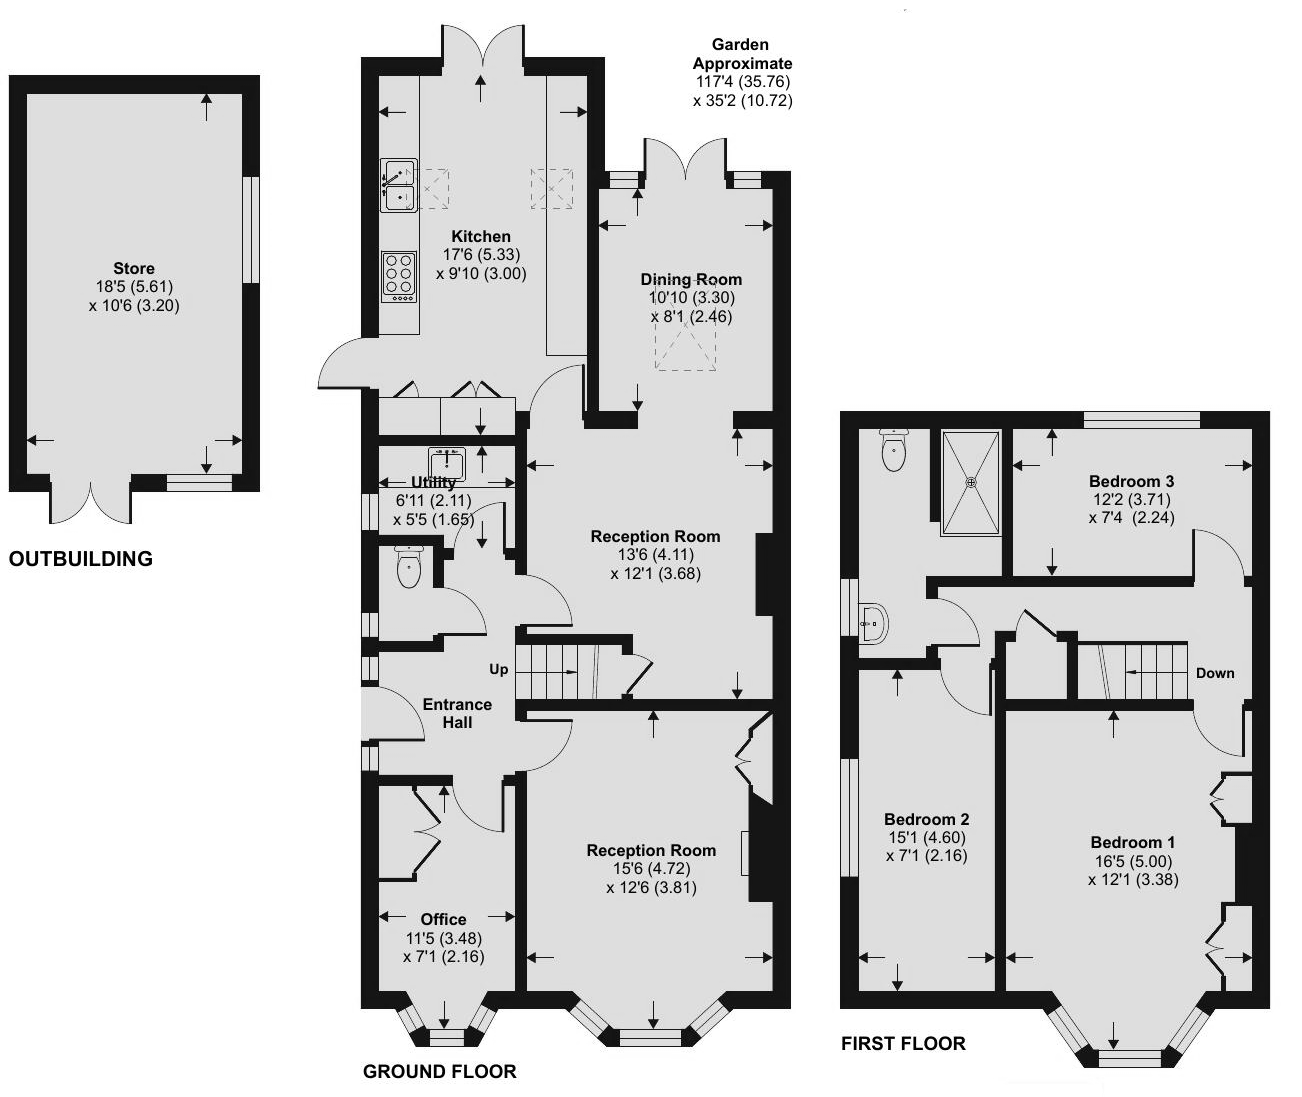 Garden
Approximate
117'4 (35.76)
x 35'2 (10.72)
Store
18'5 (5.61)
x 10'6 (3.20)
OUTBUILDING
Kitchen
17'6 (5.33)
x 9'10 (3.00)
Dining Room
10'10 (3.30)
x 8'1 (2.46)
Utility
6'11 (2.11)
x 5'5 (1.65)
Reception Room
13'6 (4.11)
x 12'1 (3.68)
Up
Entrance
Hall
Reception Room
15'6 (4.72)
x 12'6 (3.81)
Office
11'5 (3.48)
x 7'1 (2.16)
GROUND FLOOR
Bedroom 3
12'2 (3.71)
x 7'4 (2.24)
Down
Bedroom 2
15'1 (4.60)
x 7'1 (2.16)
Bedroom 1
16'5 (5.00)
x 12'1 (3.38)
FIRST FLOOR